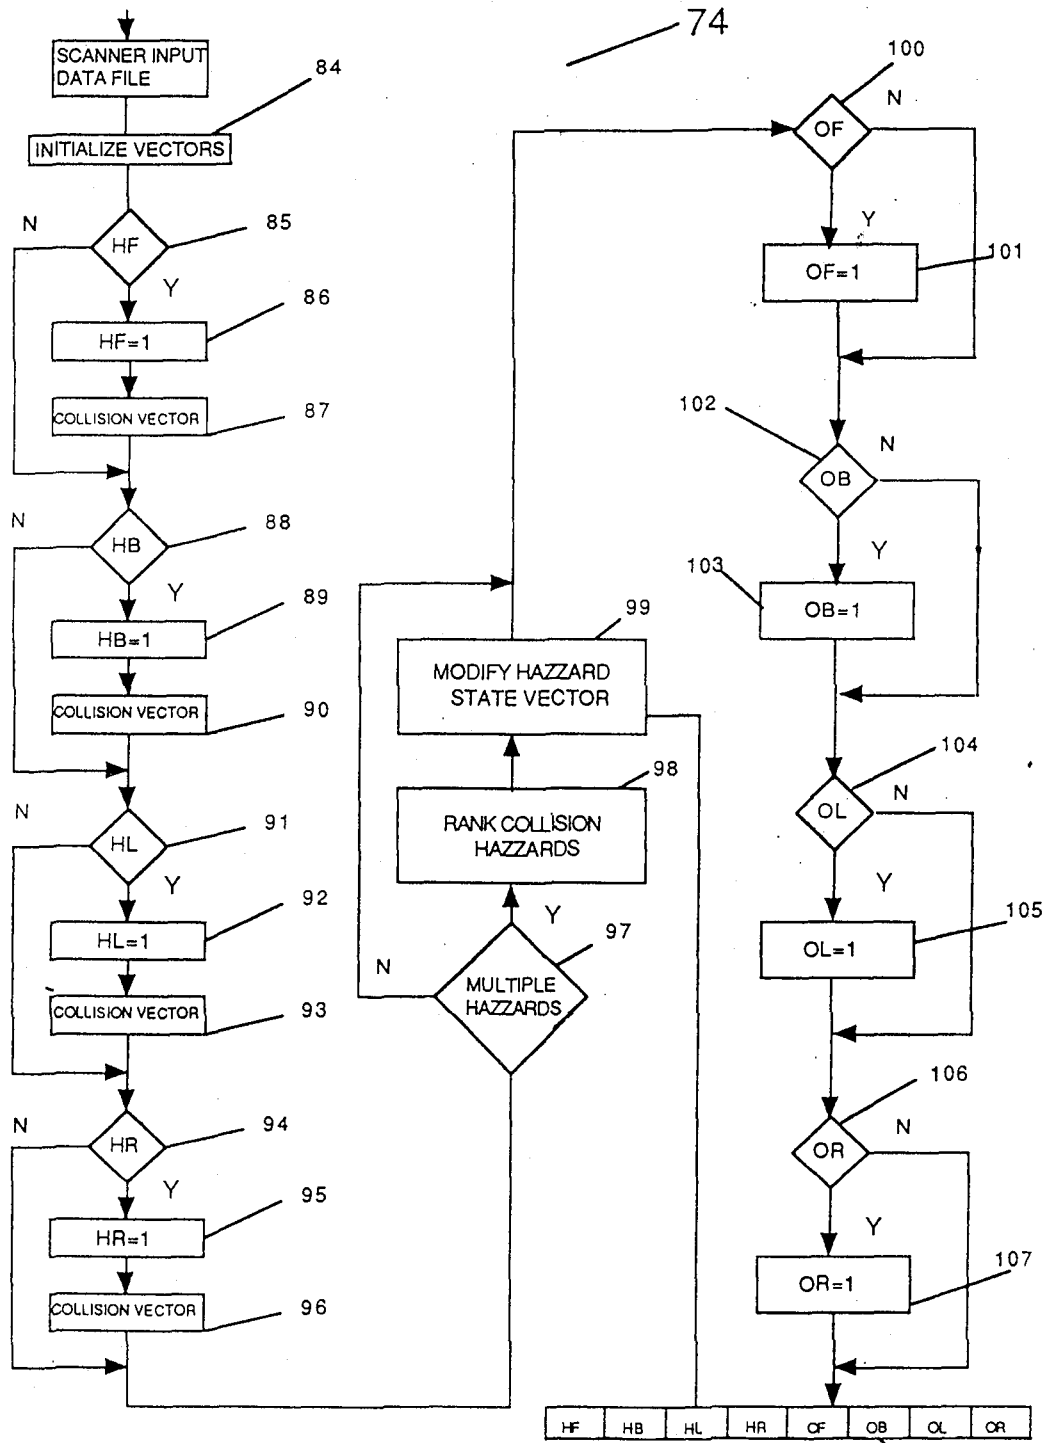 74
SCANNER INPUT
DATA FILE
84
INITIALIZE VECTORS
N
HF
85
Y
86
HF=1
COLLISION VECTOR
87
N
HB
88
Y
89
HB=1
COLLISION VECTOR
90
N
HL
91
Y
92
HL=1
COLLISION VECTOR
93
N
HR
94
Y
95
HR=1
COLLISION VECTOR
96
99
MODIFY HAZZARD
STATE VECTOR
98
RANK COLLISION
HAZZARDS
Y
97
N
MULTIPLE
HAZZARDS
100
N
OF
Y
101
OF=1
102
N
OB
Y
103
OB=1
104
N
OL
Y
105
OL=1
106
N
OR
Y
107
OR=1
HF HB HL HR OF OB OL OR